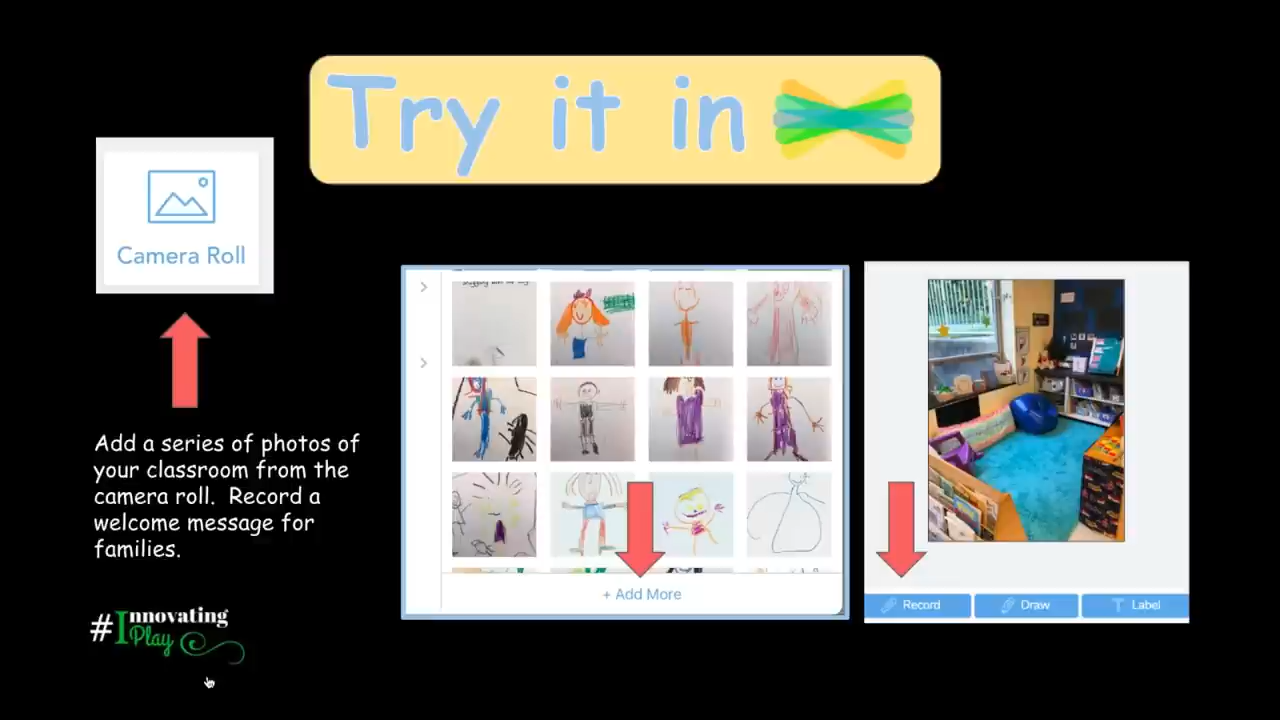 Try it in
Camera Roll
Add a series of photos of
your classroom from the
camera roll. Record a
welcome message for
families.
#Innovating
Play
+ Add More
Record
Draw
Label